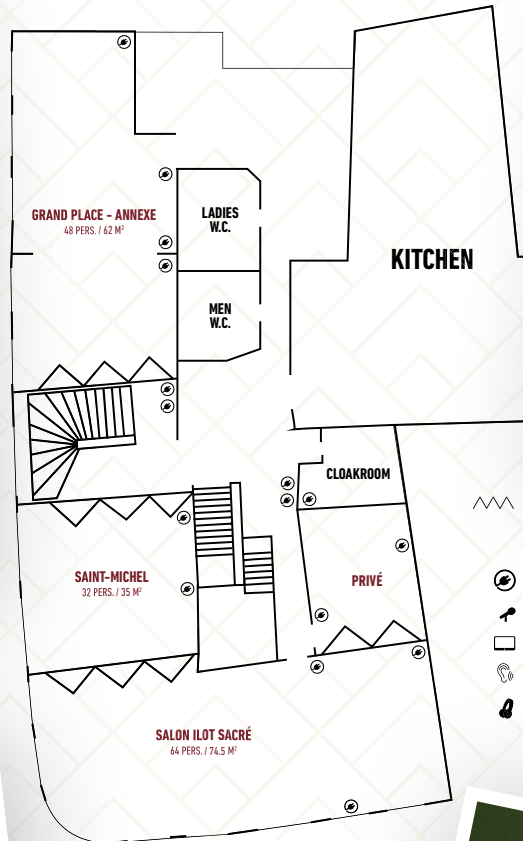 GRAND PLACE - ANNEXE
48 PERS. / 62 M²
LADIES
W.C.
KITCHEN
MEN
W.C.
CLOAKROOM
SAINT-MICHEL
32 PERS. / 35 M²
PRIVÉ
SALON ILOT SACRÉ
64 PERS. / 74.5 M²